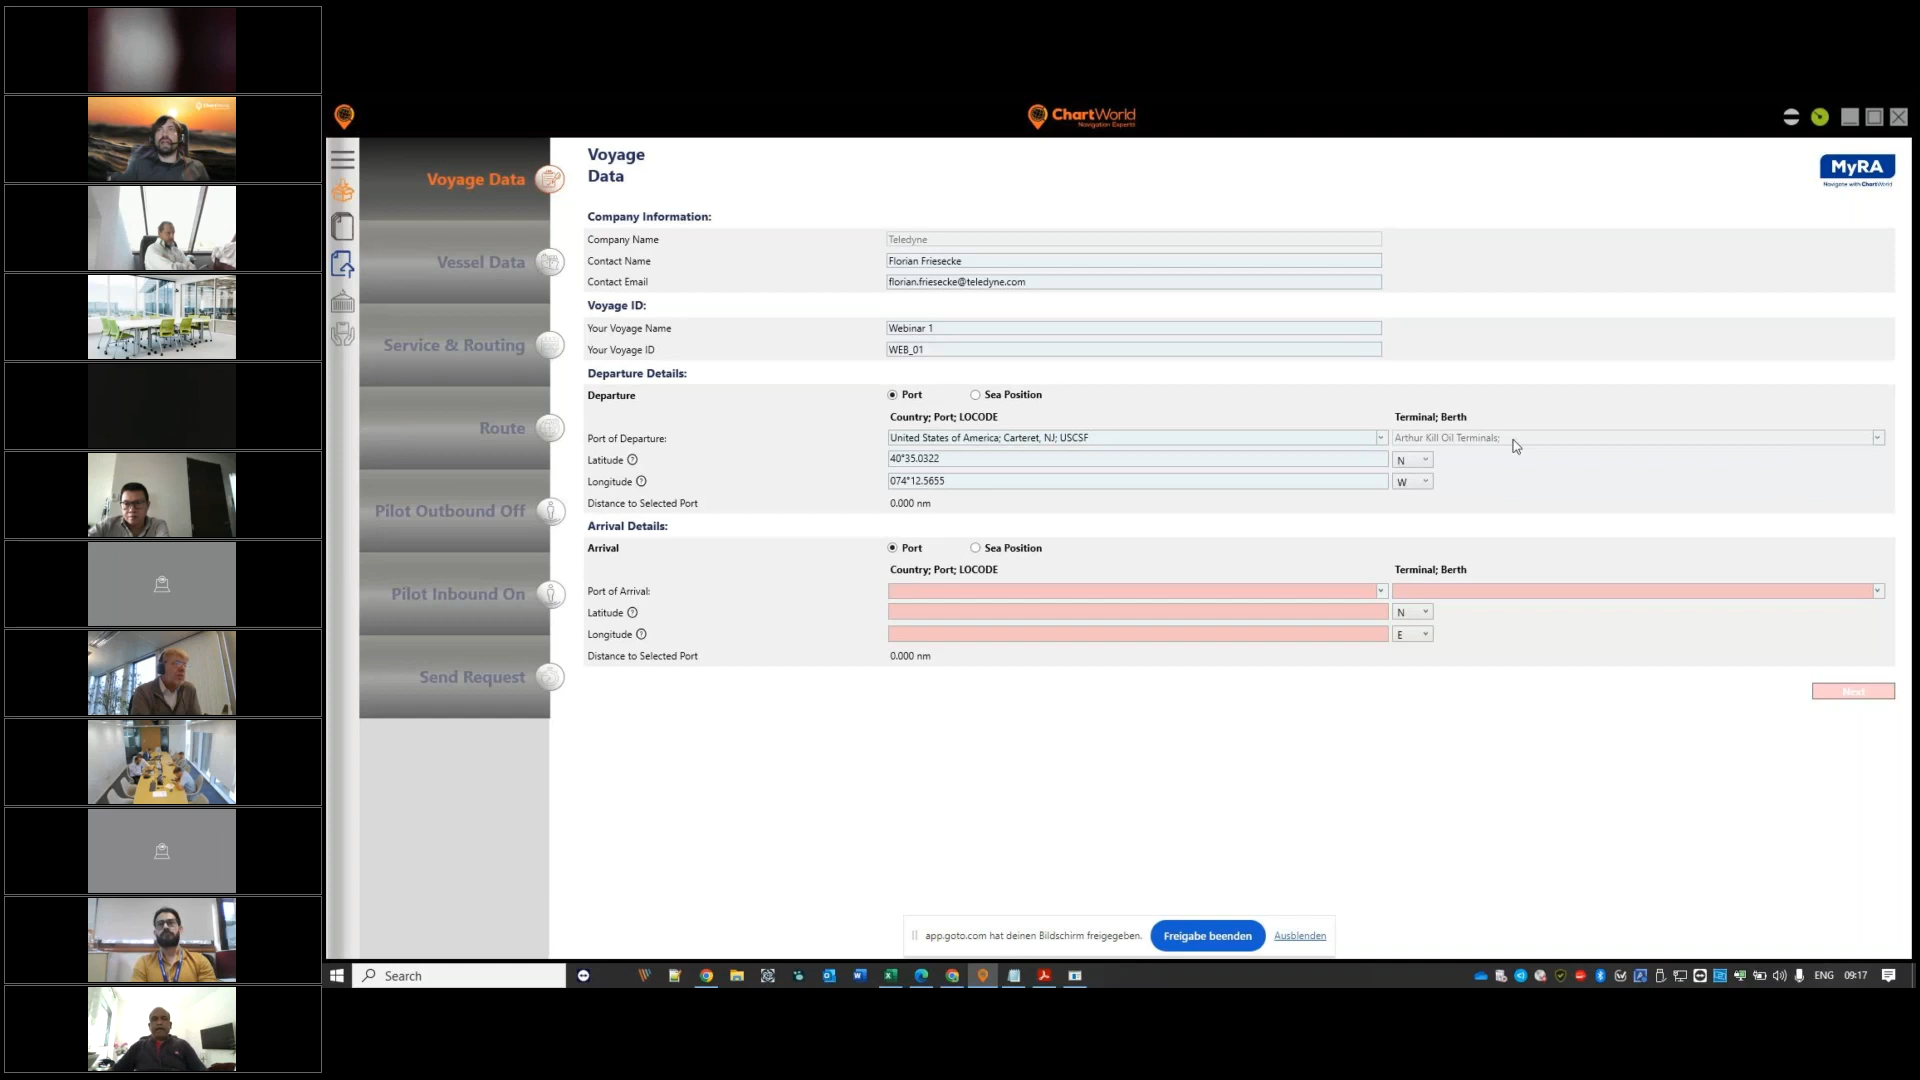 ChartWorld
ChartWorld
Navigation Experts
MyRA
Navigate with ChartWorld
Voyage Data
Vessel Data
Service & Routing
Route
Pilot Outbound Off
Pilot Inbound On
Send Request
Voyage
Data
Company Information:
Company Name Teledyne
Contact Name Florian Friesecke
Contact Email florian.friesecke@teledyne.com
Voyage ID:
Your Voyage Name Webinar 1
Your Voyage ID WEB_01
Departure Details:
Departure Port Sea Position
Country; Port; LOCODE Terminal; Berth
Port of Departure: United States of America; Carteret, NJ; USCSF Arthur Kill Oil Terminals;
Latitude ? 40°35.0322 N
Longitude ? 074°12.5655 W
Distance to Selected Port 0.000 nm
Arrival Details:
Arrival Port Sea Position
Country; Port; LOCODE Terminal; Berth
Port of Arrival:
Latitude ? N
Longitude ? E
Distance to Selected Port 0.000 nm
Next
app.goto.com hat deinen Bildschirm freigegeben. Freigabe beenden Ausblenden
Search ENG 09:17